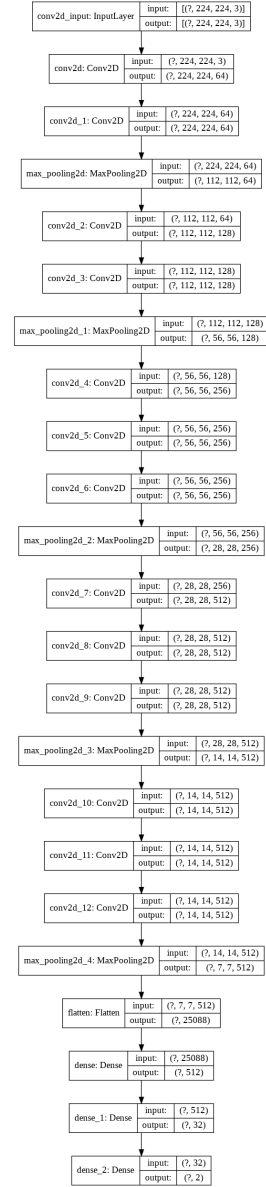 conv2d_input: InputLayer input: [(?, 224, 224, 3)]
output: [(?, 224, 224, 3)]
conv2d: Conv2D input: (?, 224, 224, 3)
output: (?, 224, 224, 64)
conv2d_1: Conv2D input: (?, 224, 224, 64)
output: (?, 224, 224, 64)
max_pooling2d: MaxPooling2D input: (?, 224, 224, 64)
output: (?, 112, 112, 64)
conv2d_2: Conv2D input: (?, 112, 112, 64)
output: (?, 112, 112, 128)
conv2d_3: Conv2D input: (?, 112, 112, 128)
output: (?, 112, 112, 128)
max_pooling2d_1: MaxPooling2D input: (?, 112, 112, 128)
output: (?, 56, 56, 128)
conv2d_4: Conv2D input: (?, 56, 56, 128)
output: (?, 56, 56, 256)
conv2d_5: Conv2D input: (?, 56, 56, 256)
output: (?, 56, 56, 256)
conv2d_6: Conv2D input: (?, 56, 56, 256)
output: (?, 56, 56, 256)
max_pooling2d_2: MaxPooling2D input: (?, 56, 56, 256)
output: (?, 28, 28, 256)
conv2d_7: Conv2D input: (?, 28, 28, 256)
output: (?, 28, 28, 512)
conv2d_8: Conv2D input: (?, 28, 28, 512)
output: (?, 28, 28, 512)
conv2d_9: Conv2D input: (?, 28, 28, 512)
output: (?, 28, 28, 512)
max_pooling2d_3: MaxPooling2D input: (?, 28, 28, 512)
output: (?, 14, 14, 512)
conv2d_10: Conv2D input: (?, 14, 14, 512)
output: (?, 14, 14, 512)
conv2d_11: Conv2D input: (?, 14, 14, 512)
output: (?, 14, 14, 512)
conv2d_12: Conv2D input: (?, 14, 14, 512)
output: (?, 14, 14, 512)
max_pooling2d_4: MaxPooling2D input: (?, 14, 14, 512)
output: (?, 7, 7, 512)
flatten: Flatten input: (?, 7, 7, 512)
output: (?, 25088)
dense: Dense input: (?, 25088)
output: (?, 512)
dense_1: Dense input: (?, 512)
output: (?, 32)
dense_2: Dense input: (?, 32)
output: (?, 2)